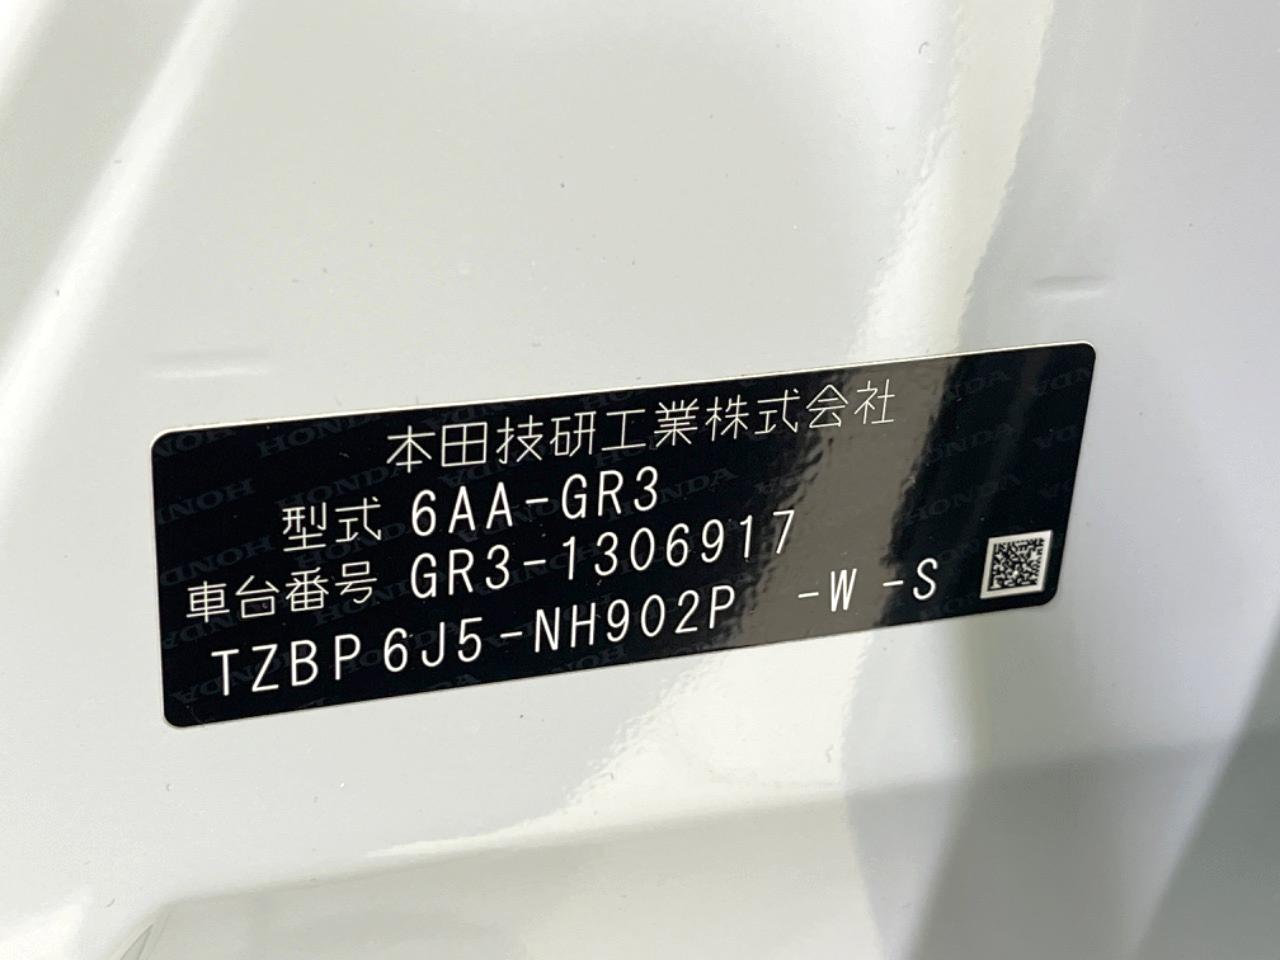 本田技研工業株式会社
型式 6AA-GR3
車台番号 GR3-1306917
TZBP6J5-NH902P -W -S